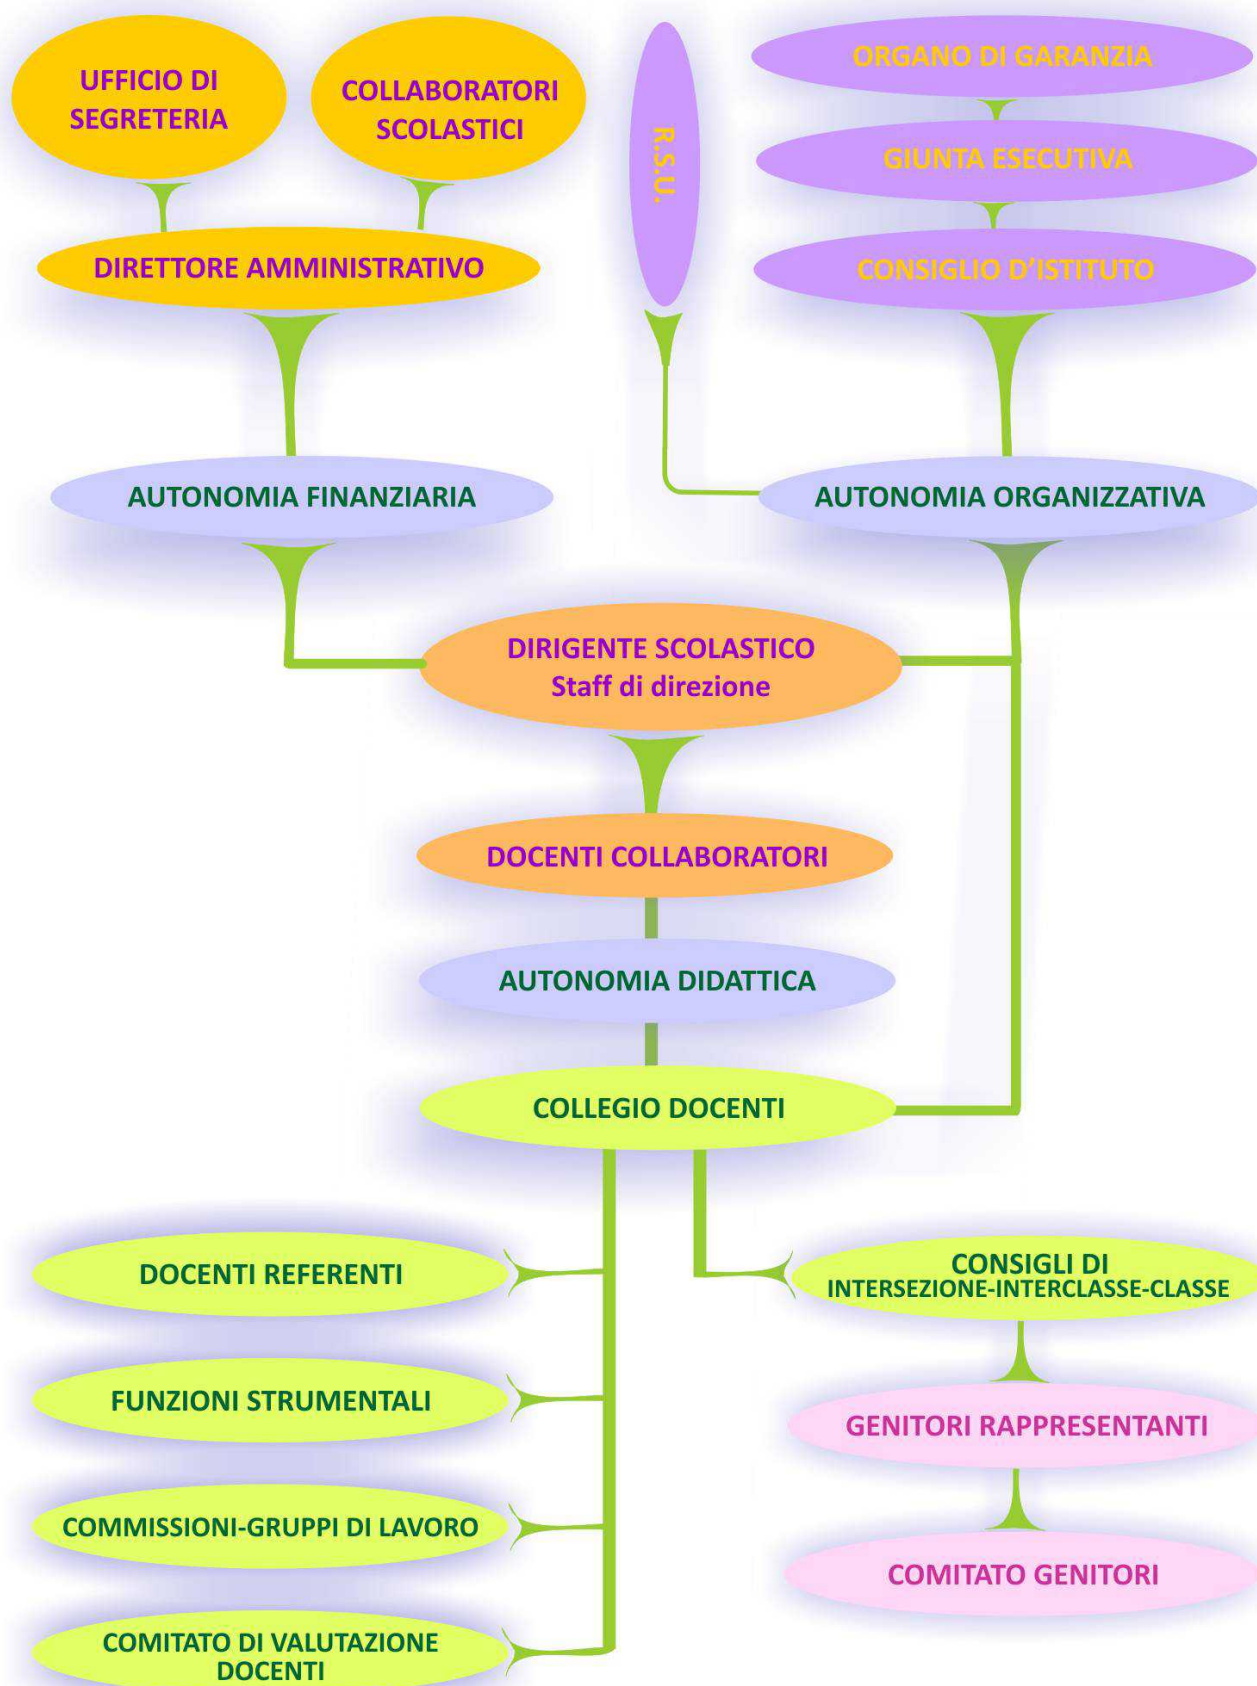 UFFICIO DI
SEGRETERIA
COLLABORATORI
SCOLASTICI
R.S.U.
ORGANO DI GARANZIA
GIUNTA ESECUTIVA
DIRETTORE AMMINISTRATIVO
CONSIGLIO D'ISTITUTO
AUTONOMIA FINANZIARIA
AUTONOMIA ORGANIZZATIVA
DIRIGENTE SCOLASTICO
Staff di direzione
DOCENTI COLLABORATORI
AUTONOMIA DIDATTICA
COLLEGIO DOCENTI
DOCENTI REFERENTI
FUNZIONI STRUMENTALI
COMMISSIONI-GRUPPI DI LAVORO
COMITATO DI VALUTAZIONE
DOCENTI
CONSIGLI DI
INTERSEZIONE-INTERCLASSE-CLASSE
GENITORI RAPPRESENTANTI
COMITATO GENITORI